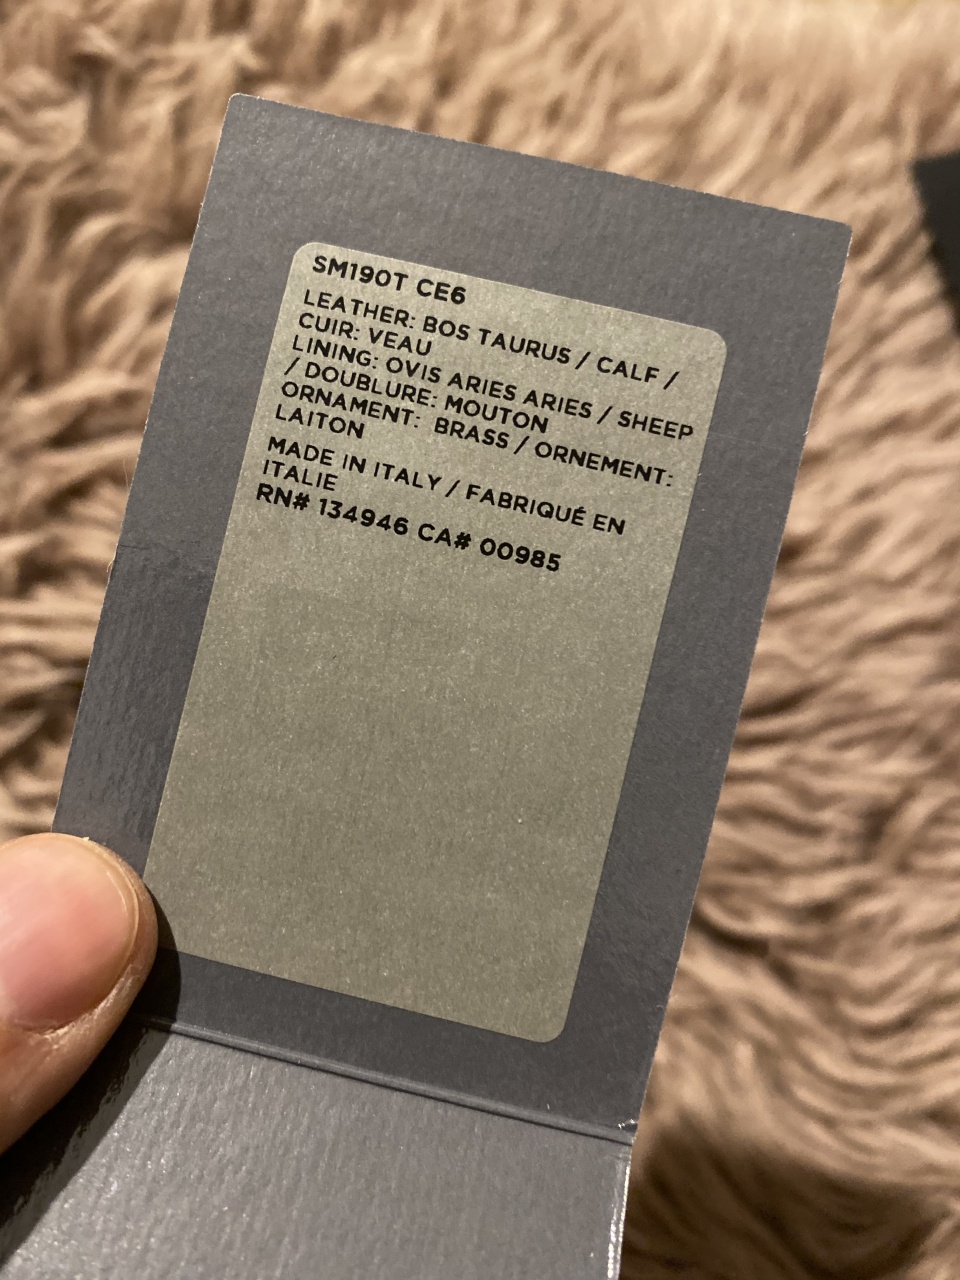 SM190T CE6
LEATHER: BOS TAURUS / CALF /
CUIR: VEAU
LINING: OVIS ARIES ARIES / SHEEP
/ DOUBLURE: MOUTON
ORNAMENT: BRASS / ORNEMENT:
LAITON
MADE IN ITALY / FABRIQUÉ EN
ITALIE
RN# 134946 CA# 00985